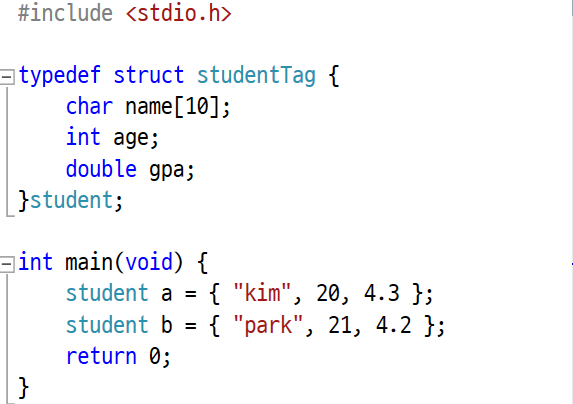 #include <stdio.h>
typedef struct studentTag {
    char name[10];
    int age;
    double gpa;
}student;
int main(void) {
    student a = { "kim", 20, 4.3 };
    student b = { "park", 21, 4.2 };
    return 0;
}